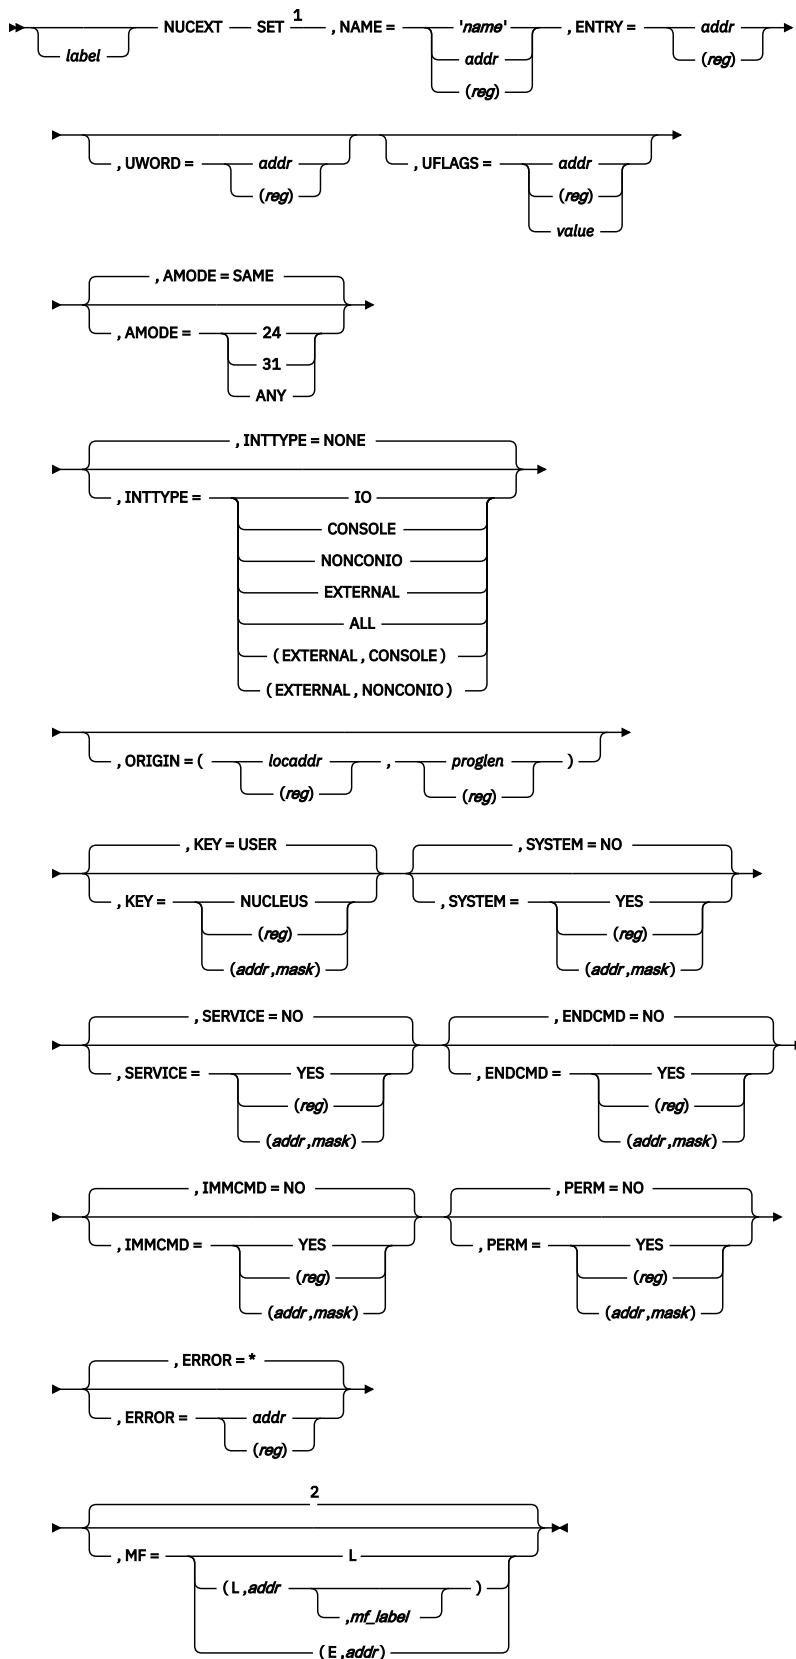 NUCEXT SET 1 , NAME = 'name' , ENTRY = addr
label addr (reg)
(reg)
, UWORD = addr , UFLAGS = addr
(reg) (reg)
value
, AMODE = SAME
, AMODE = 24
31
ANY
, INTTYPE = NONE
, INTTYPE = IO
CONSOLE
NONCONIO
EXTERNAL
ALL
( EXTERNAL , CONSOLE )
( EXTERNAL , NONCONIO )
, ORIGIN = ( locaddr , proglen )
(reg) (reg)
, KEY = USER , SYSTEM = NO
, KEY = NUCLEUS , SYSTEM = YES
(reg) (reg)
(addr ,mask) (addr ,mask)
, SERVICE = NO , ENDCMD = NO
, SERVICE = YES , ENDCMD = YES
(reg) (reg)
(addr ,mask) (addr ,mask)
, IMMCMD = NO , PERM = NO
, IMMCMD = YES , PERM = YES
(reg) (reg)
(addr ,mask) (addr ,mask)
, ERROR = *
, ERROR = addr
(reg)
2
, MF = L
( L ,addr )
,mf_label
( E ,addr )